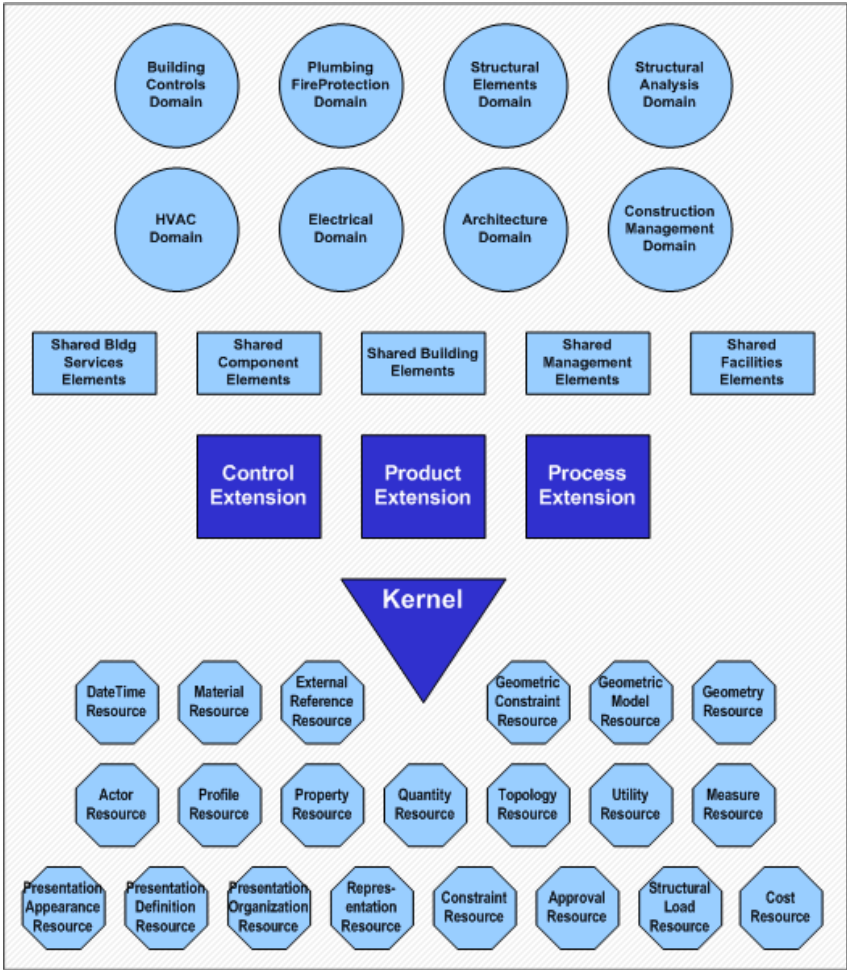 Building
Controls
Domain
Plumbing
FireProtection
Domain
Structural
Elements
Domain
Structural
Analysis
Domain
HVAC
Domain
Electrical
Domain
Architecture
Domain
Construction
Management
Domain
Shared Bldg
Services
Elements
Shared
Component
Elements
Shared Building
Elements
Shared
Management
Elements
Shared
Facilities
Elements
Control
Extension
Product
Extension
Process
Extension
Kernel
DateTime
Resource
Material
Resource
External
Reference
Resource
Geometric
Constraint
Resource
Geometric
Model
Resource
Geometry
Resource
Actor
Resource
Profile
Resource
Property
Resource
Quantity
Resource
Topology
Resource
Utility
Resource
Measure
Resource
Presentation
Appearance
Resource
Presentation
Definition
Resource
Presentation
Organization
Resource
Repres-
entation
Resource
Constraint
Resource
Approval
Resource
Structural
Load
Resource
Cost
Resource